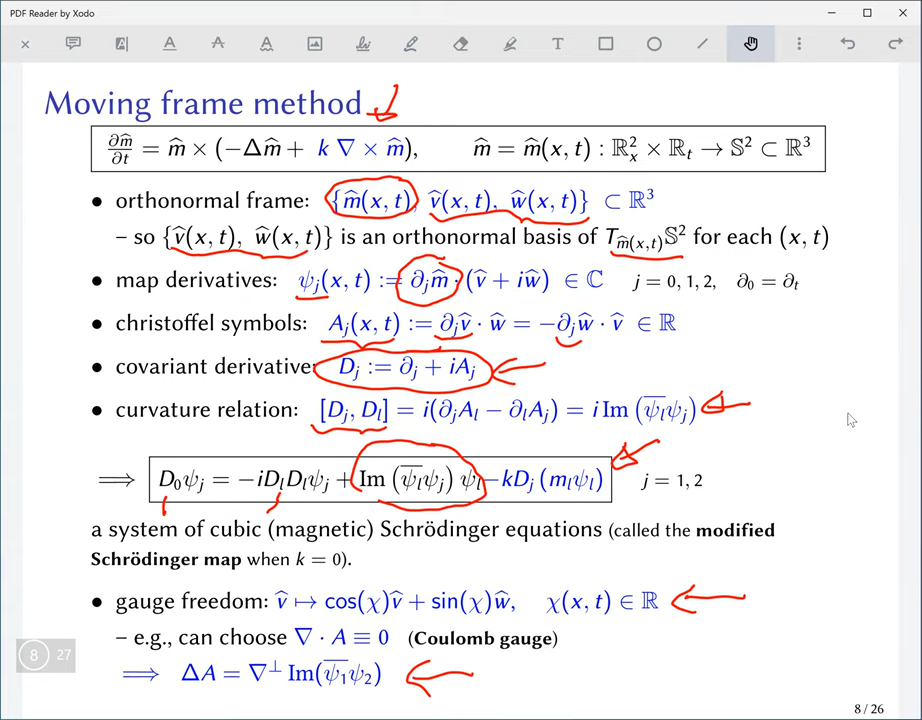 PDF Reader by Xodo
Moving frame method
∂m̂/∂t = m̂ × (−Δm̂ + k ∇ × m̂), m̂ = m̂(x, t) : ℝ²ₓ × ℝₜ → 𝕊² ⊂ ℝ³
• orthonormal frame: {m̂(x, t), v̂(x, t), ŵ(x, t)} ⊂ ℝ³
– so {v̂(x, t), ŵ(x, t)} is an orthonormal basis of T_{m̂(x,t)}𝕊² for each (x, t)
• map derivatives: ψⱼ(x, t) := ∂ⱼm̂ · (v̂ + iŵ) ∈ ℂ j = 0, 1, 2, ∂₀ = ∂ₜ
• christoffel symbols: Aⱼ(x, t) := ∂ⱼv̂ · ŵ = −∂ⱼŵ · v̂ ∈ ℝ
• covariant derivative: Dⱼ := ∂ⱼ + iAⱼ
• curvature relation: [Dⱼ, Dₗ] = i(∂ⱼAₗ − ∂ₗAⱼ) = i Im (ψ̅ₗψⱼ)
⟹ D₀ψⱼ = −iDₗDₗψⱼ + Im (ψ̅ₗψⱼ) ψₗ −kDⱼ (mₗψₗ) j = 1, 2
a system of cubic (magnetic) Schrödinger equations (called the modified
Schrödinger map when k = 0).
• gauge freedom: v̂ ↦ cos(χ)v̂ + sin(χ)ŵ, χ(x, t) ∈ ℝ
– e.g., can choose ∇ · A ≡ 0 (Coulomb gauge)
⟹ ΔA = ∇⊥ Im(ψ̅₁ψ₂)
8 27
8 / 26